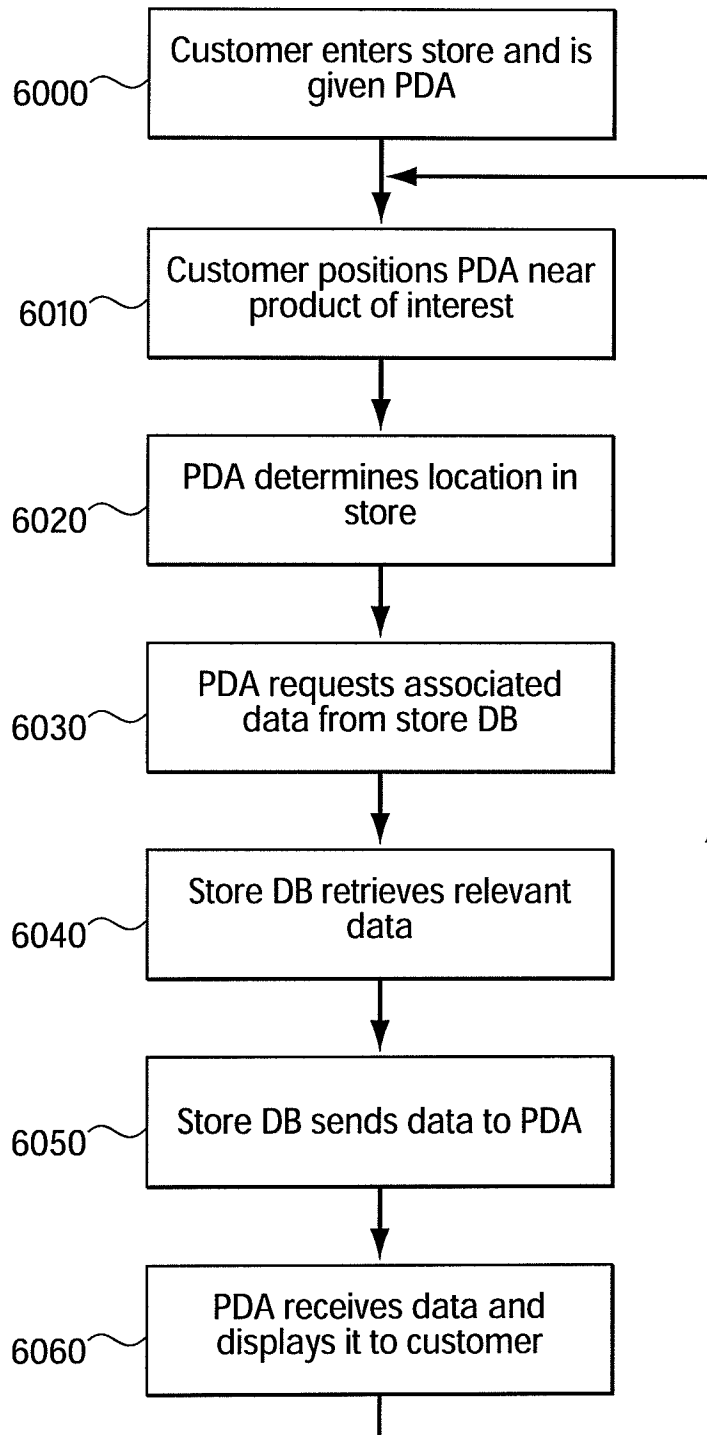 Customer enters store and is
given PDA
6000
Customer positions PDA near
product of interest
6010
PDA determines location in
store
6020
PDA requests associated
data from store DB
6030
Store DB retrieves relevant
data
6040
Store DB sends data to PDA
6050
PDA receives data and
displays it to customer
6060